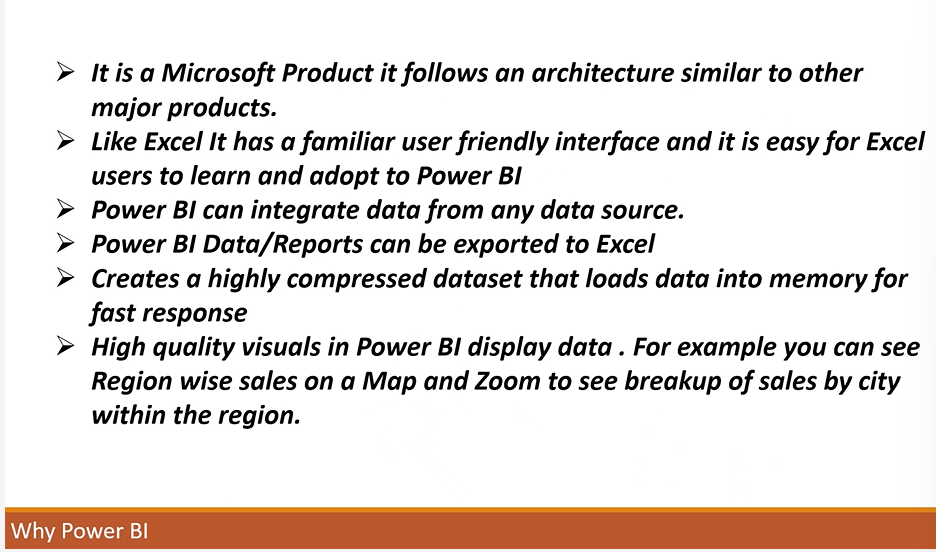 ➢ It is a Microsoft Product it follows an architecture similar to other
major products.
➢ Like Excel It has a familiar user friendly interface and it is easy for Excel
users to learn and adopt to Power BI
➢ Power BI can integrate data from any data source.
➢ Power BI Data/Reports can be exported to Excel
➢ Creates a highly compressed dataset that loads data into memory for
fast response
➢ High quality visuals in Power BI display data . For example you can see
Region wise sales on a Map and Zoom to see breakup of sales by city
within the region.
Why Power BI